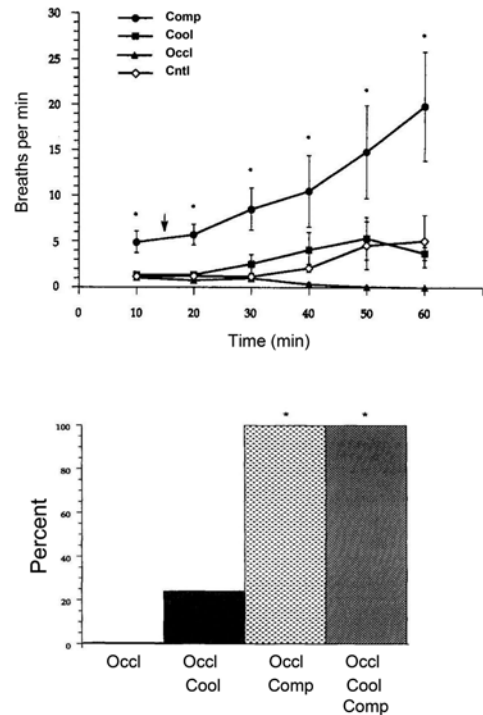 30
25
20
15
10
5
0
Breaths per min
Comp
Cool
Occl
Cntl
* * * * * *
0 10 20 30 40 50 60
Time (min)
100
80
60
40
20
0
Percent
* *
Occl Occl Occl Occl
Cool Comp Cool
Comp